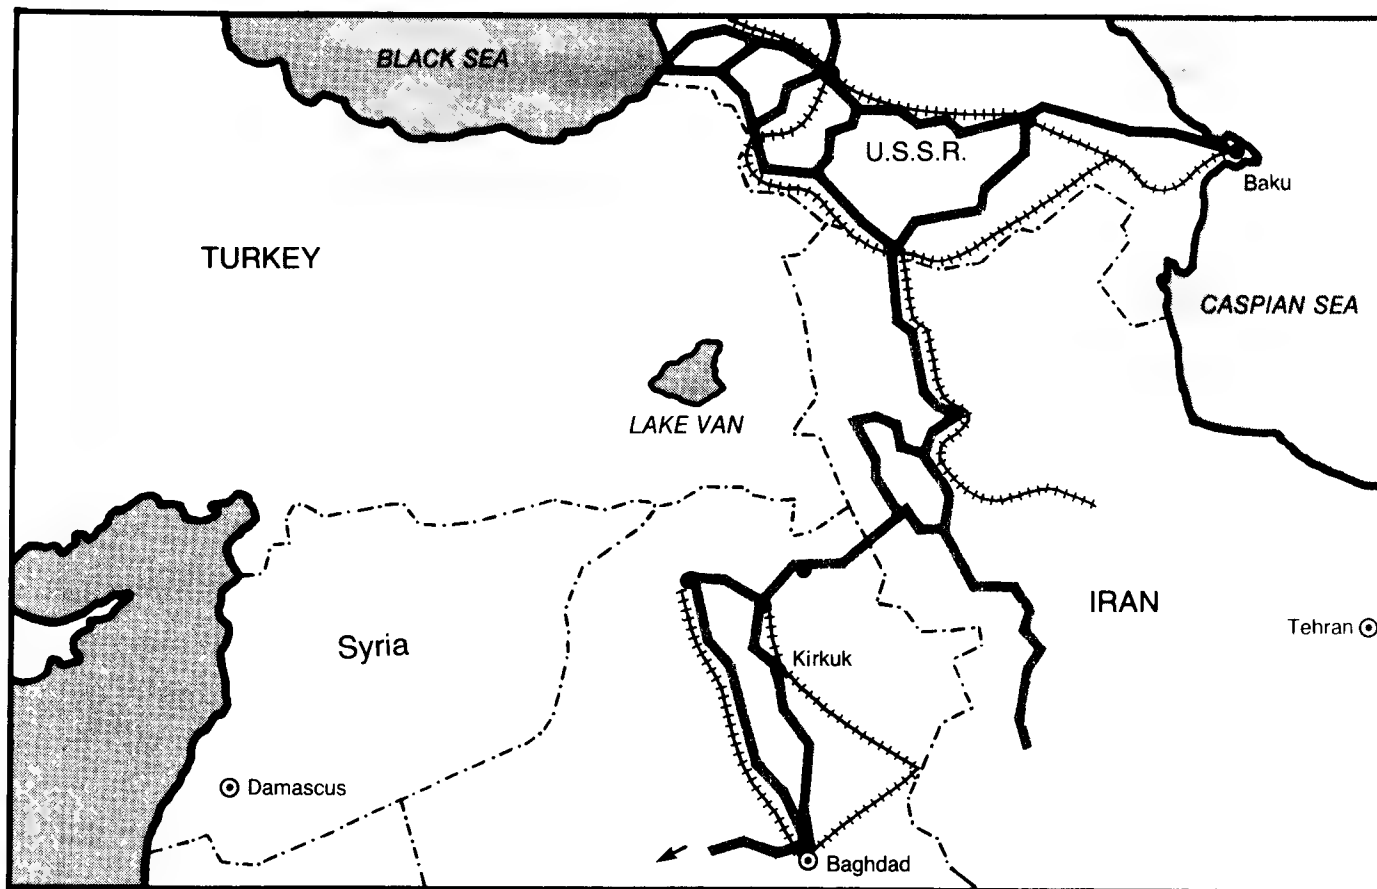 BLACK SEA
U.S.S.R.
Baku
TURKEY
CASPIAN SEA
LAKE VAN
IRAN
Tehran
Syria
Kirkuk
Damascus
Baghdad